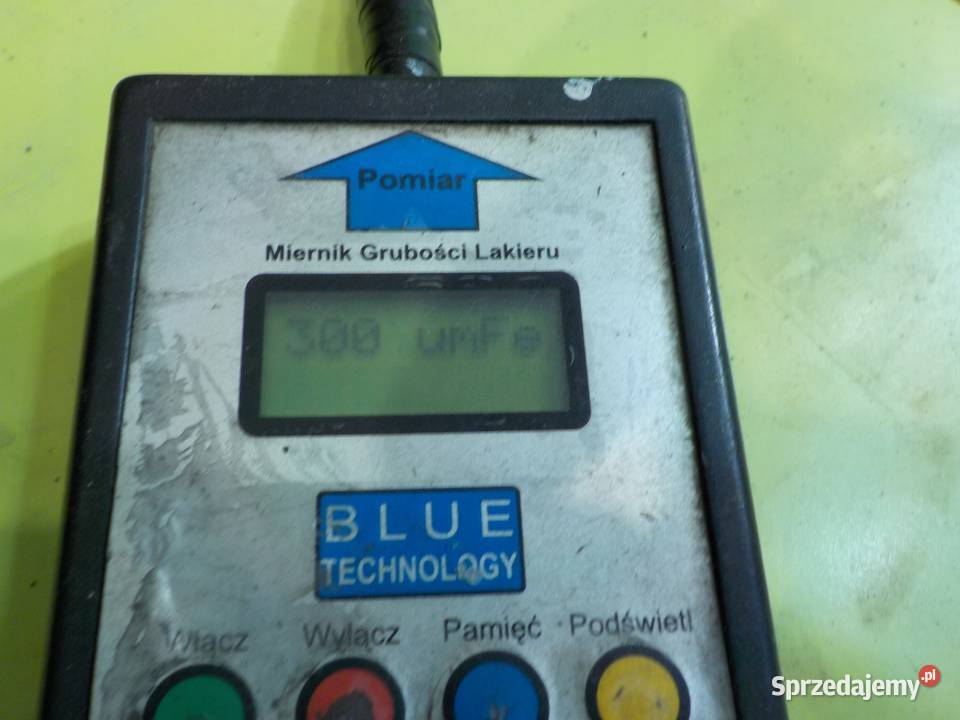 Pomiar
Miernik Grubości Lakieru
300 umFe
BLUE
TECHNOLOGY
Włącz Wyłącz Pamięć Podświetl
Sprzedajemy.pl